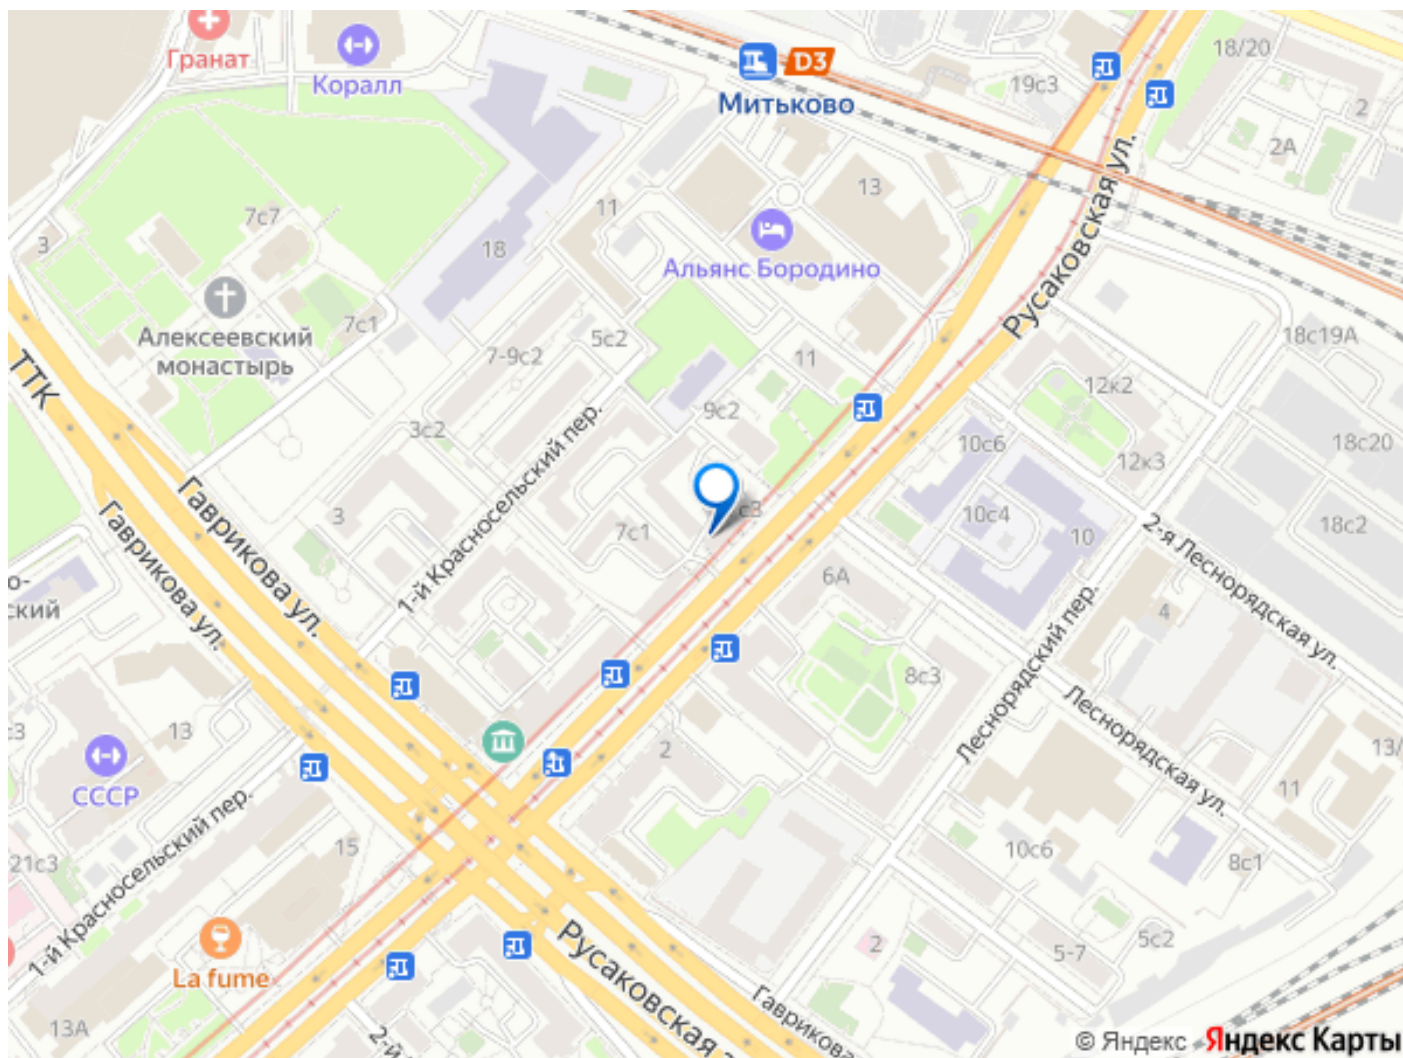 Гранат
Коралл
D3
Митьково
18/20
19с3
2
2А
13
7с7
11
3
18
Альянс Бородино
Русаковская ул.
Алексеевский
монастырь
7с1
5с2
7-9с2
11
18с19А
12к2
ТТК
3с2
9с2
10с6
18с20
12к3
1-й Красносельский пер.
Гаврикова ул.
Гаврикова ул.
3
7с1
с3
10с4
10
18с2
2-я Леснорядская ул.
6А
4
о-
ский
Леснорядский пер.
8с3
Леснорядская ул.
:3
13
2
13/
СССР
11
1-й Красносельский пер.
15
10с6
8с1
21с3
La fume
Русаковская э
2
5-7
5с2
Гаврикова
13А
2-й
© Яндекс Яндекс Карты